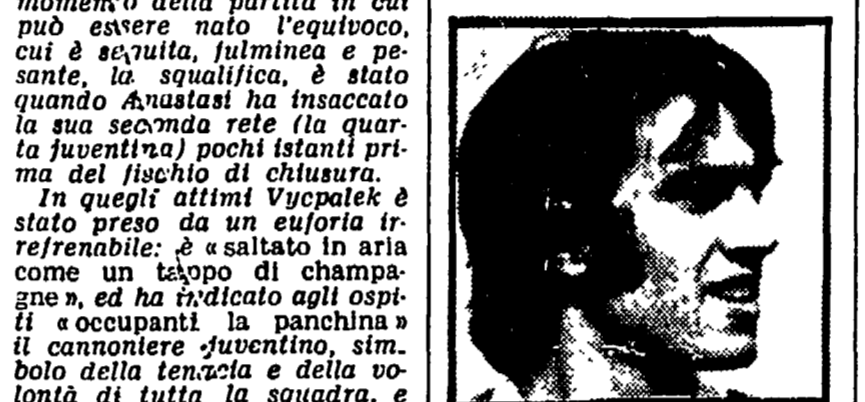 momento della partita in cui
può essere nato l'equivoco,
cui è seguita, fulminea e pe-
sante, la squalifica, è stato
quando Anastasi ha insaccato
la sua seconda rete (la quar-
ta juventina) pochi istanti pri-
ma del fischio di chiusura.
In quegli attimi Vycpalek è
stato preso da un euforia ir-
refrenabile: è « saltato in aria
come un tappo di champa-
gne », ed ha indicato agli ospi-
ti « occupanti la panchina »
il cannoniere juventino, sim-
bolo della tenacia e della vo-
lontà di tutta la squadra, e